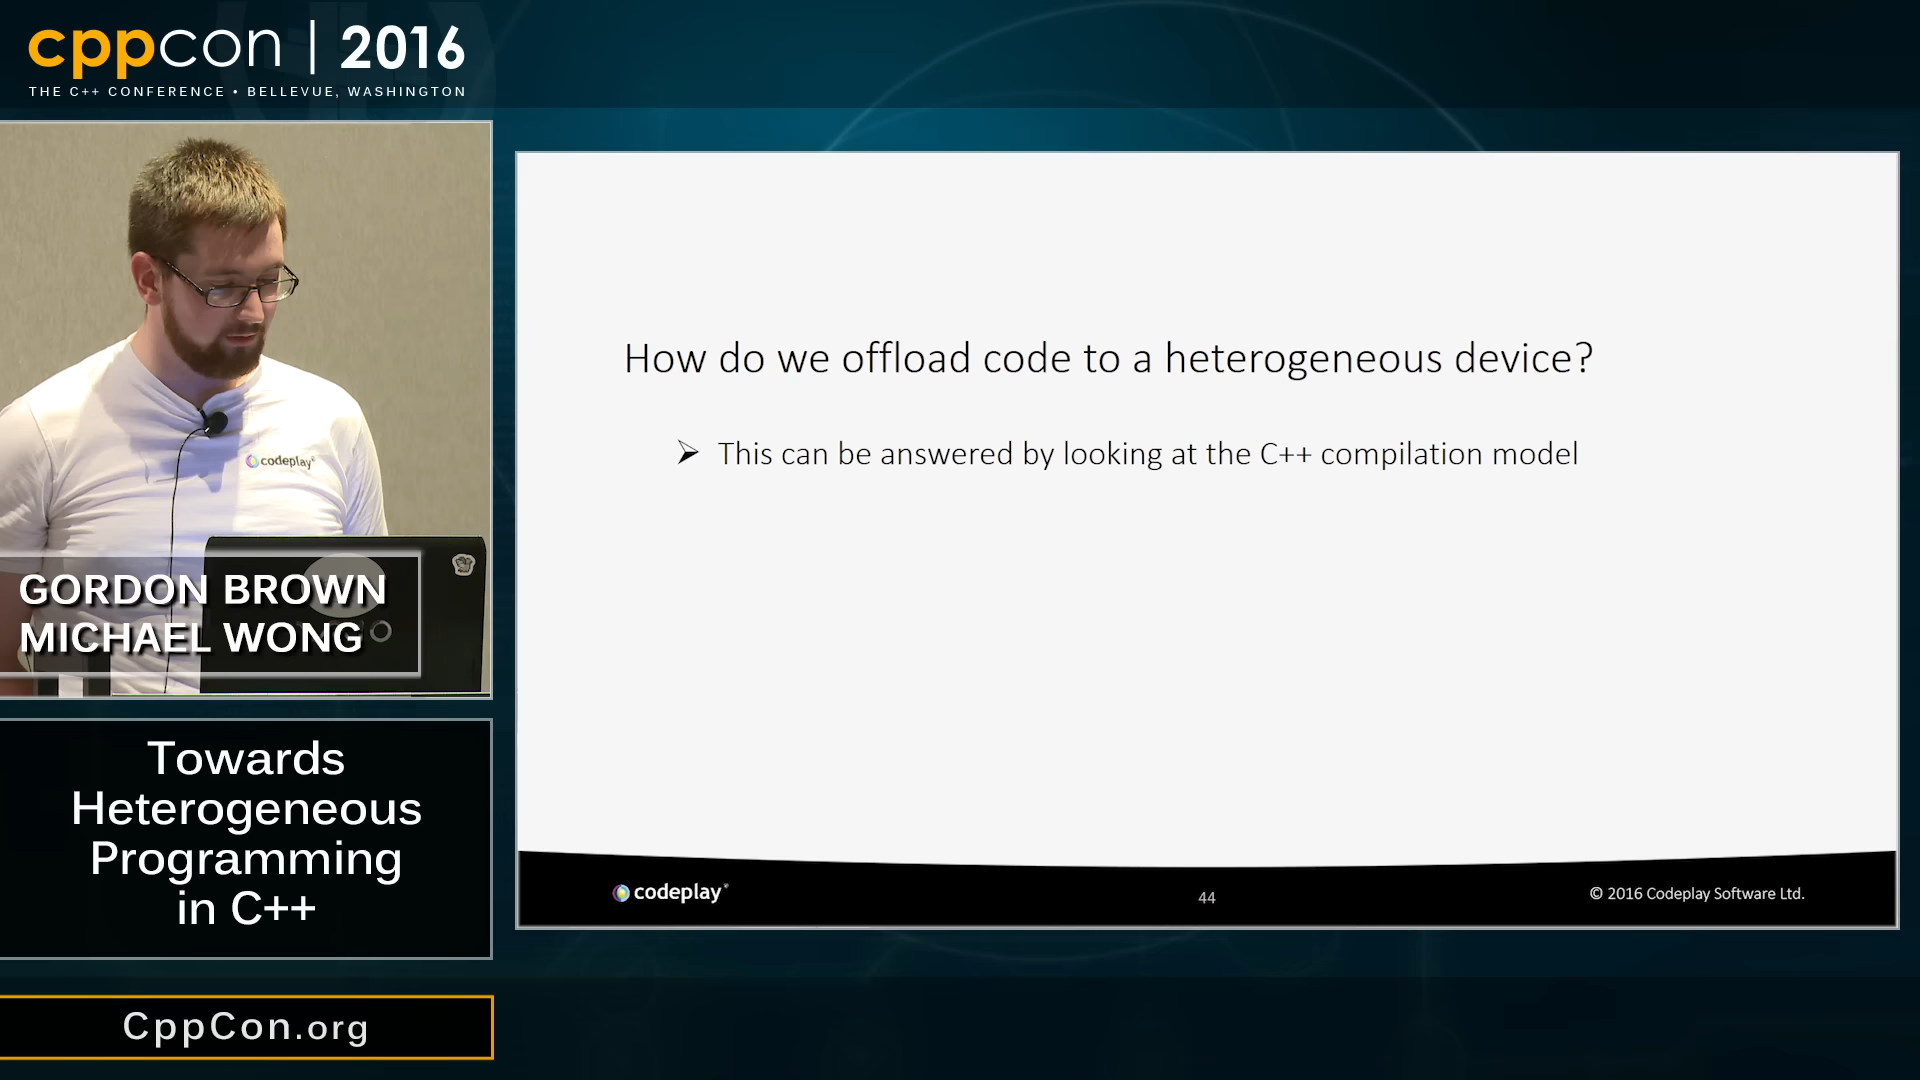 cppcon | 2016
THE C++ CONFERENCE • BELLEVUE, WASHINGTON
codeplay
GORDON BROWN
MICHAEL WONG
Towards
Heterogeneous
Programming
in C++
CppCon.org
How do we offload code to a heterogeneous device?
➢ This can be answered by looking at the C++ compilation model
codeplay®
44
© 2016 Codeplay Software Ltd.